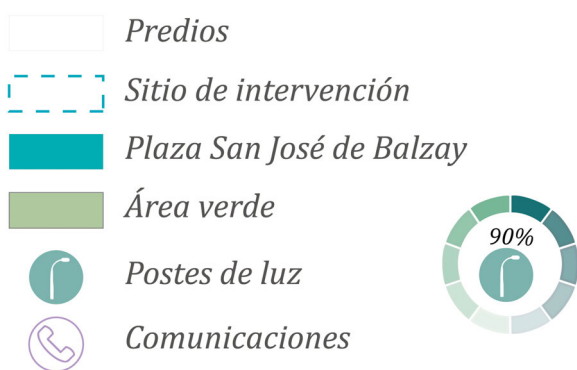 Predios
Sitio de intervención
Plaza San José de Balzay
Área verde
90%
Postes de luz
Comunicaciones